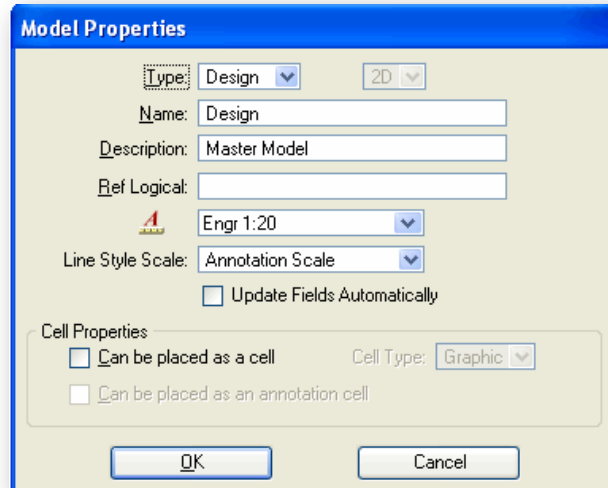 Model Properties
Type: Design 2D
Name: Design
Description: Master Model
Ref Logical:
A Engr 1:20
Line Style Scale: Annotation Scale
Update Fields Automatically
Cell Properties
Can be placed as a cell Cell Type: Graphic
Can be placed as an annotation cell
OK Cancel